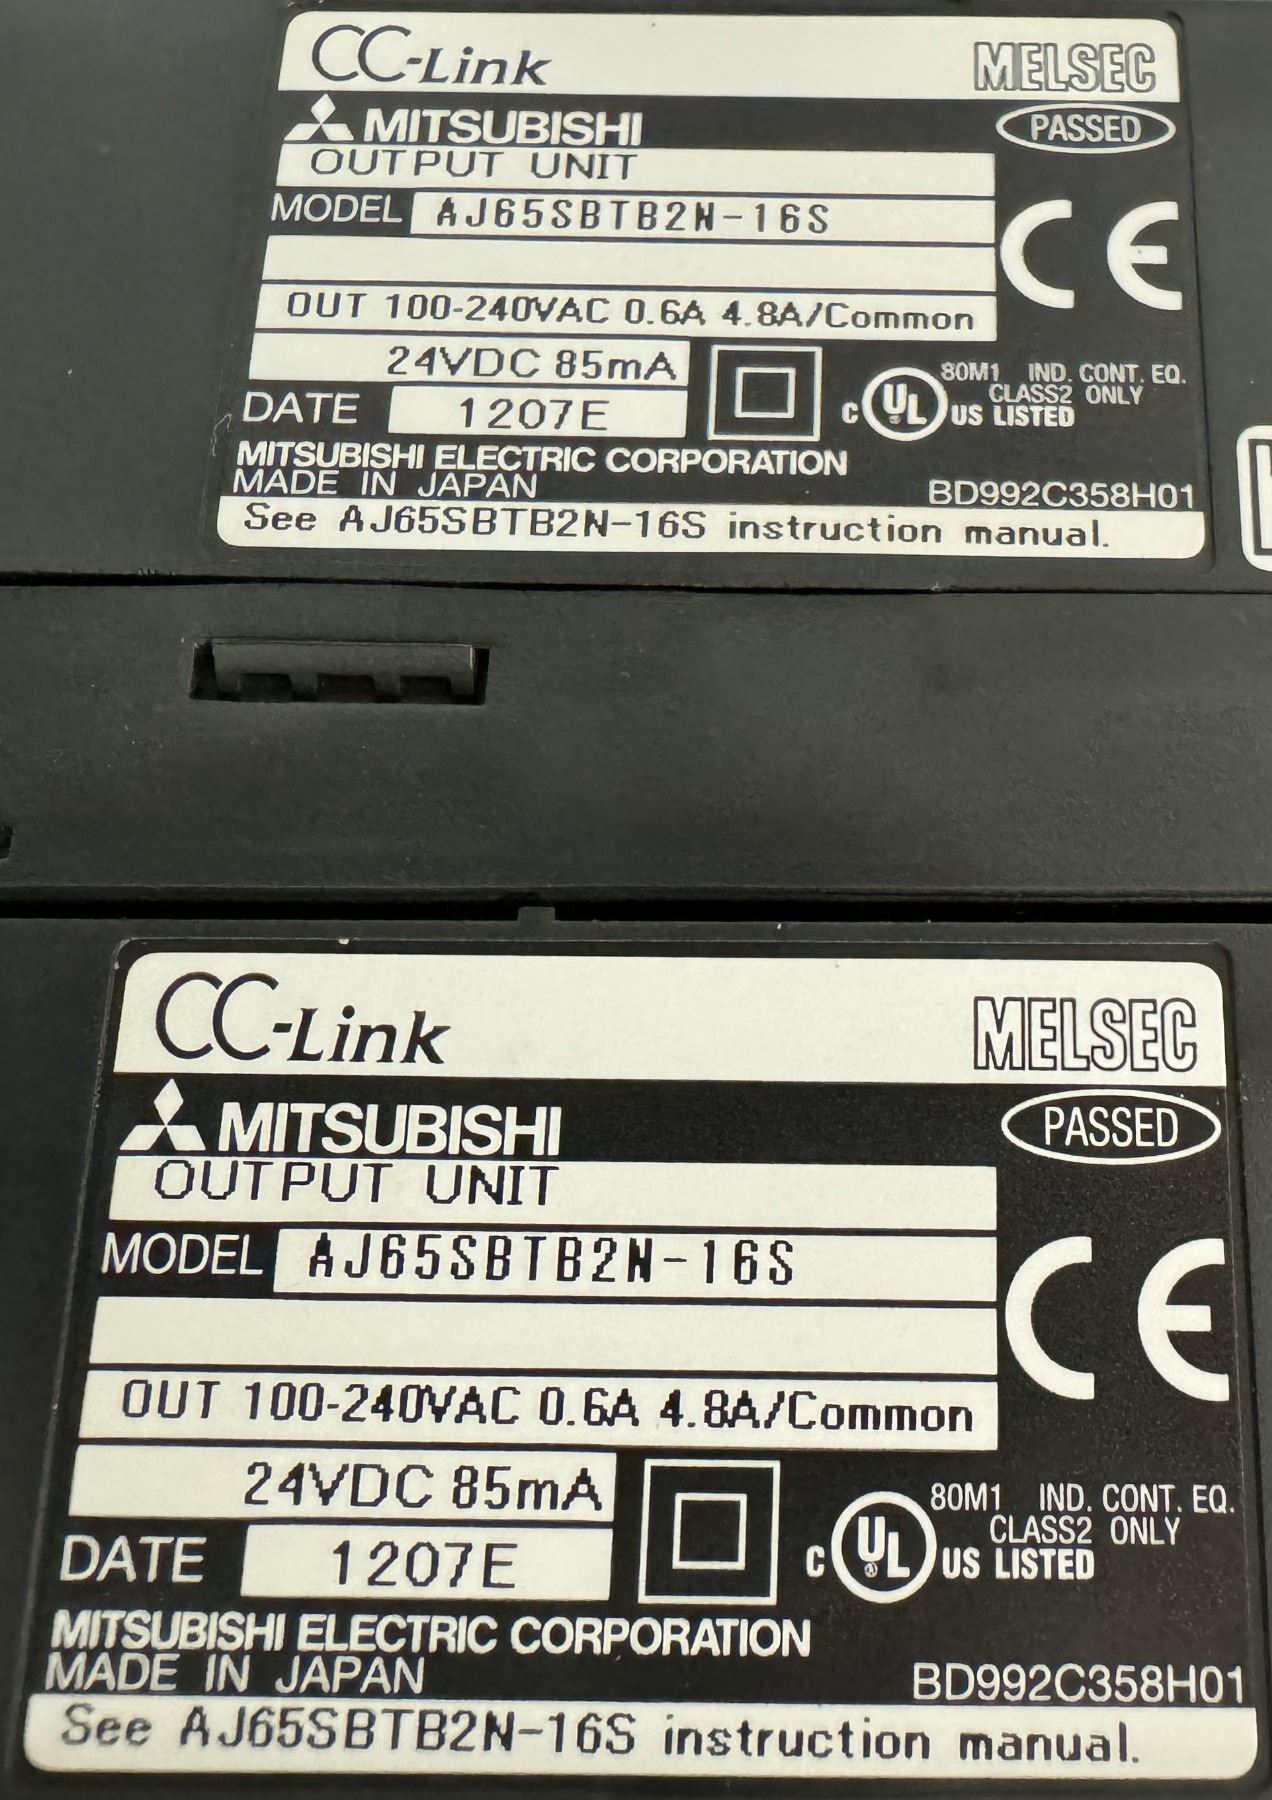 CC-Link MELSEC
MITSUBISHI PASSED
OUTPUT UNIT
MODEL AJ65SBTB2N-16S
CE
OUT 100-240VAC 0.6A 4.8A/Common
24VDC 85mA
80M1 IND. CONT. EQ.
CLASS2 ONLY
C UL US LISTED
DATE 1207E
MITSUBISHI ELECTRIC CORPORATION
MADE IN JAPAN BD992C358H01
See AJ65SBTB2N-16S instruction manual.
CC-Link MELSEC
MITSUBISHI PASSED
OUTPUT UNIT
MODEL AJ65SBTB2N-16S
CE
OUT 100-240VAC 0.6A 4.8A/Common
24VDC 85mA
80M1 IND. CONT. EQ.
CLASS2 ONLY
C UL ® US LISTED
DATE 1207E
MITSUBISHI ELECTRIC CORPORATION
MADE IN JAPAN BD992C358H01
See AJ65SBTB2N-16S instruction manual.